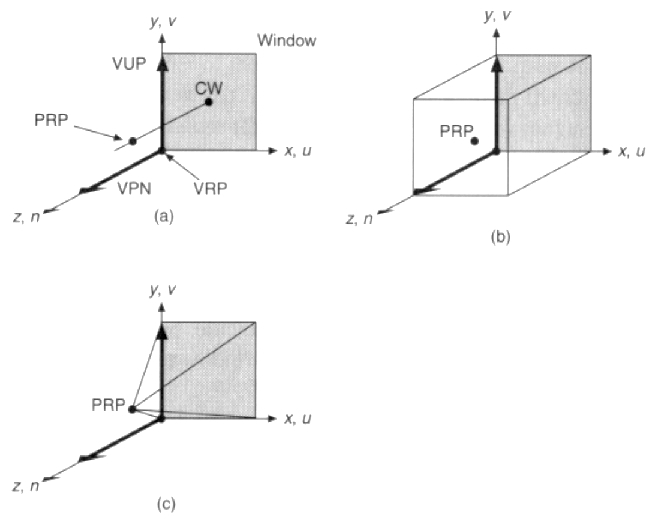 y, v
Window
VUP
CW
PRP
x, u
VPN
VRP
z, n
(a)
y, v
PRP
x, u
z, n
(b)
y, v
PRP
x, u
z, n
(c)